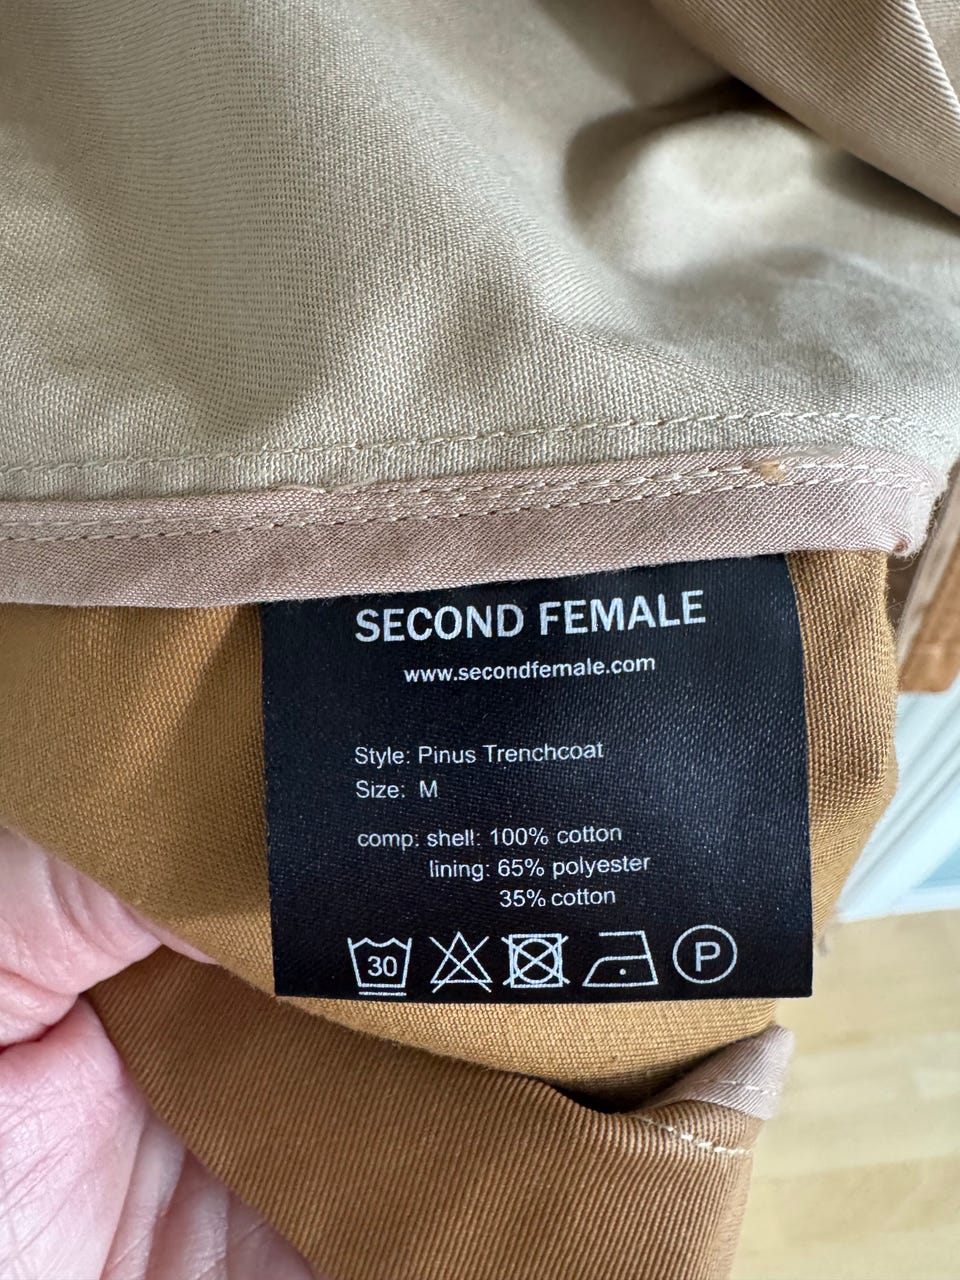 SECOND FEMALE
www.secondfemale.com
Style: Pinus Trenchcoat
Size: M
comp: shell: 100% cotton
lining: 65% polyester
35% cotton
30 P